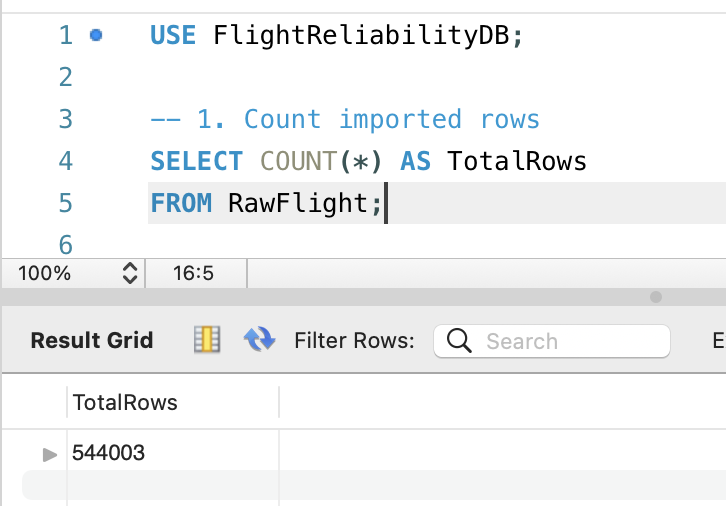 1 USE FlightReliabilityDB;
2
3 -- 1. Count imported rows
4 SELECT COUNT(*) AS TotalRows
5 FROM RawFlight;
6
100% 16:5
Result Grid Filter Rows: Search E
TotalRows
544003